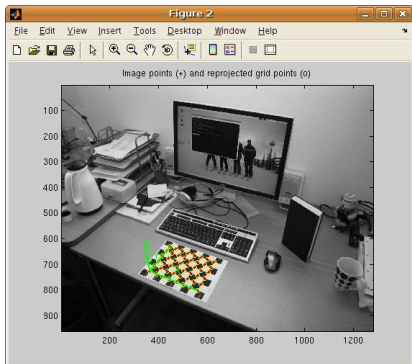 Figure 2
File Edit View Insert Tools Desktop Window Help
Image points (+) and reprojected grid points (o)
100
200
300
400
500
600
700
800
900
200 400 600 800 1000 1200